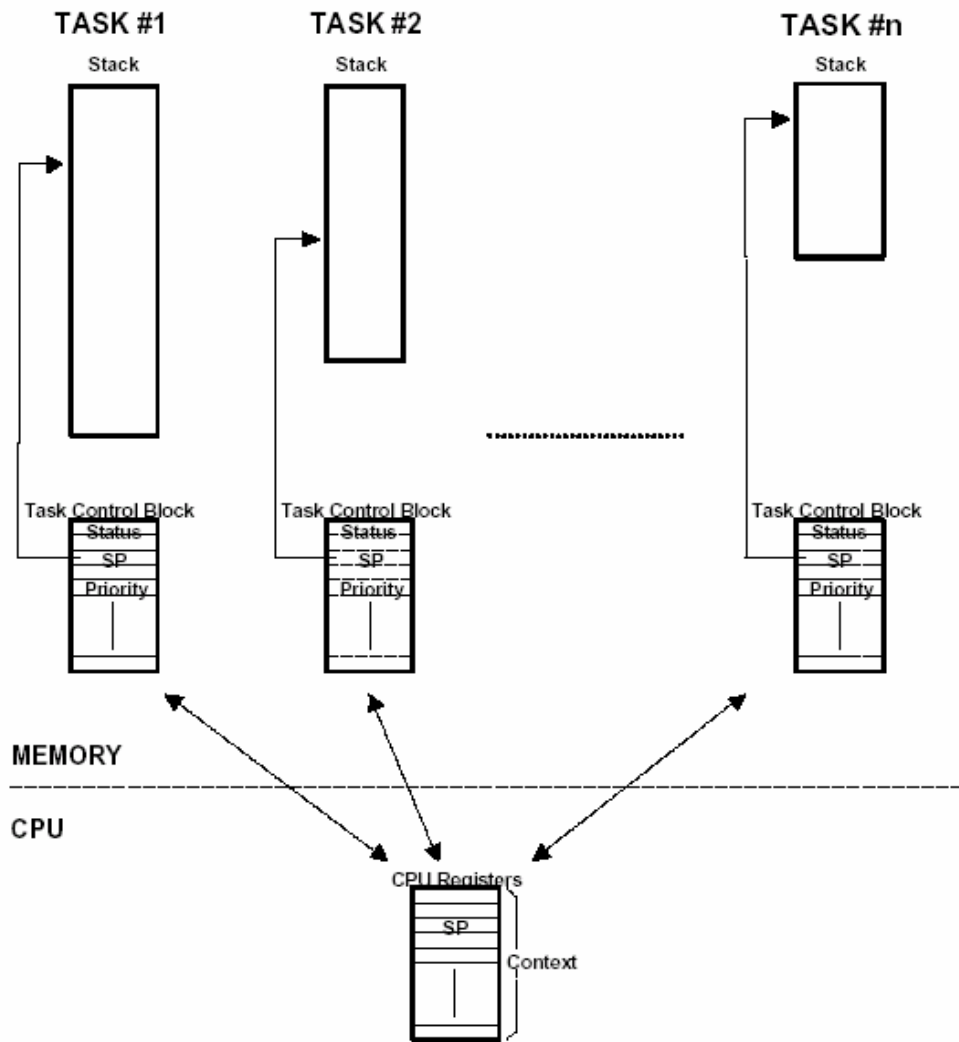 TASK #1
Stack
Task Control Block
Status
SP
Priority
TASK #2
Stack
Task Control Block
Status
SP
Priority
TASK #n
Stack
Task Control Block
Status
SP
Priority
MEMORY
CPU
CPU Registers
SP
Context